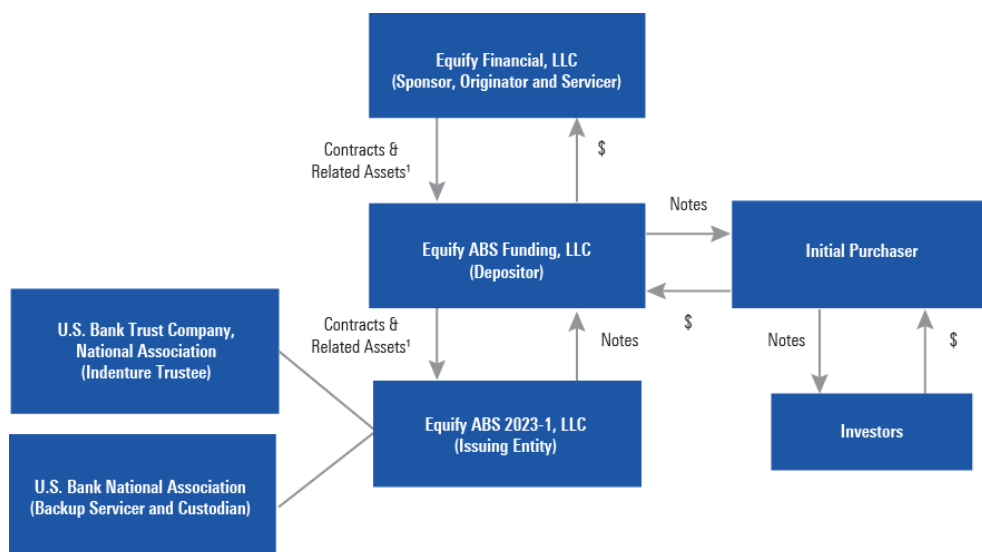 Equify Financial, LLC
(Sponsor, Originator and Servicer)
Contracts &
Related Assets¹
$
Notes
Equify ABS Funding, LLC
(Depositor)
Initial Purchaser
$
U.S. Bank Trust Company,
National Association
(Indenture Trustee)
Contracts &
Related Assets¹
Notes
Notes
$
Equify ABS 2023-1, LLC
(Issuing Entity)
Investors
U.S. Bank National Association
(Backup Servicer and Custodian)